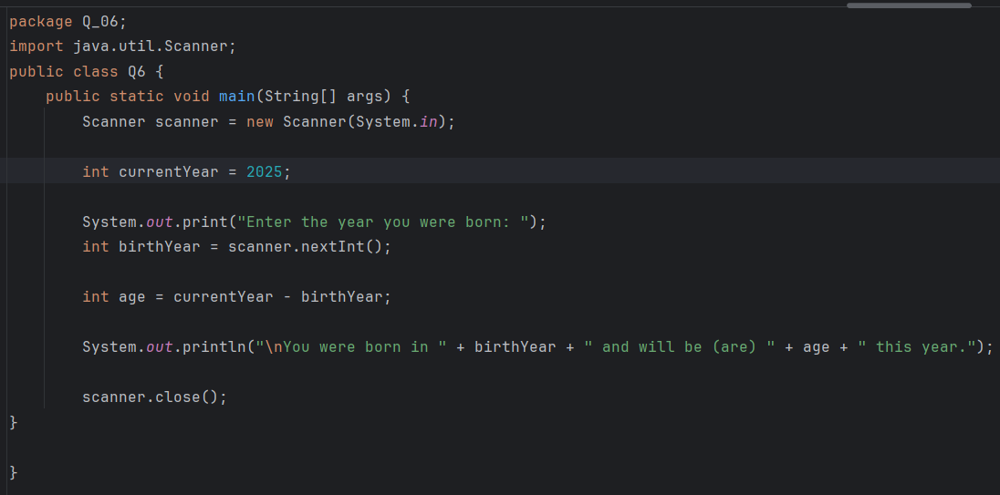 package Q_06;
import java.util.Scanner;
public class Q6 {
    public static void main(String[] args) {
        Scanner scanner = new Scanner(System.in);

        int currentYear = 2025;

        System.out.print("Enter the year you were born: ");
        int birthYear = scanner.nextInt();

        int age = currentYear - birthYear;

        System.out.println("\nYou were born in " + birthYear + " and will be (are) " + age + " this year.");

        scanner.close();
}

}